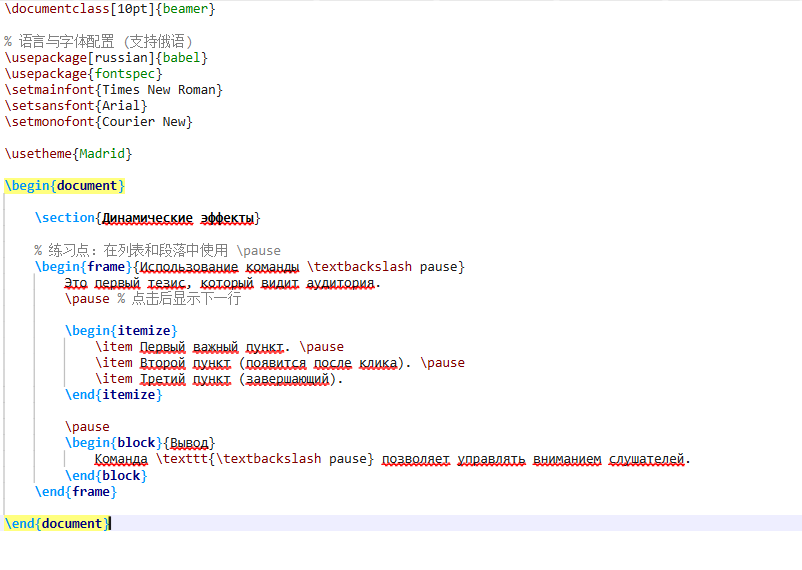 \documentclass[10pt]{beamer}
% 语言与字体配置 (支持俄语)
\usepackage[russian]{babel}
\usepackage{fontspec}
\setmainfont{Times New Roman}
\setsansfont{Arial}
\setmonofont{Courier New}
\usetheme{Madrid}
\begin{document}
\section{Динамические эффекты}
% 练习点: 在列表和段落中使用 \pause
\begin{frame}{Использование команды \textbackslash pause}
Это первый тезис, который видит аудитория.
\pause % 点击后显示下一行
\begin{itemize}
\item Первый важный пункт. \pause
\item Второй пункт (появится после клика). \pause
\item Третий пункт (завершающий).
\end{itemize}
\pause
\begin{block}{Вывод}
Команда \texttt{\textbackslash pause} позволяет управлять вниманием слушателей.
\end{block}
\end{frame}
\end{document}